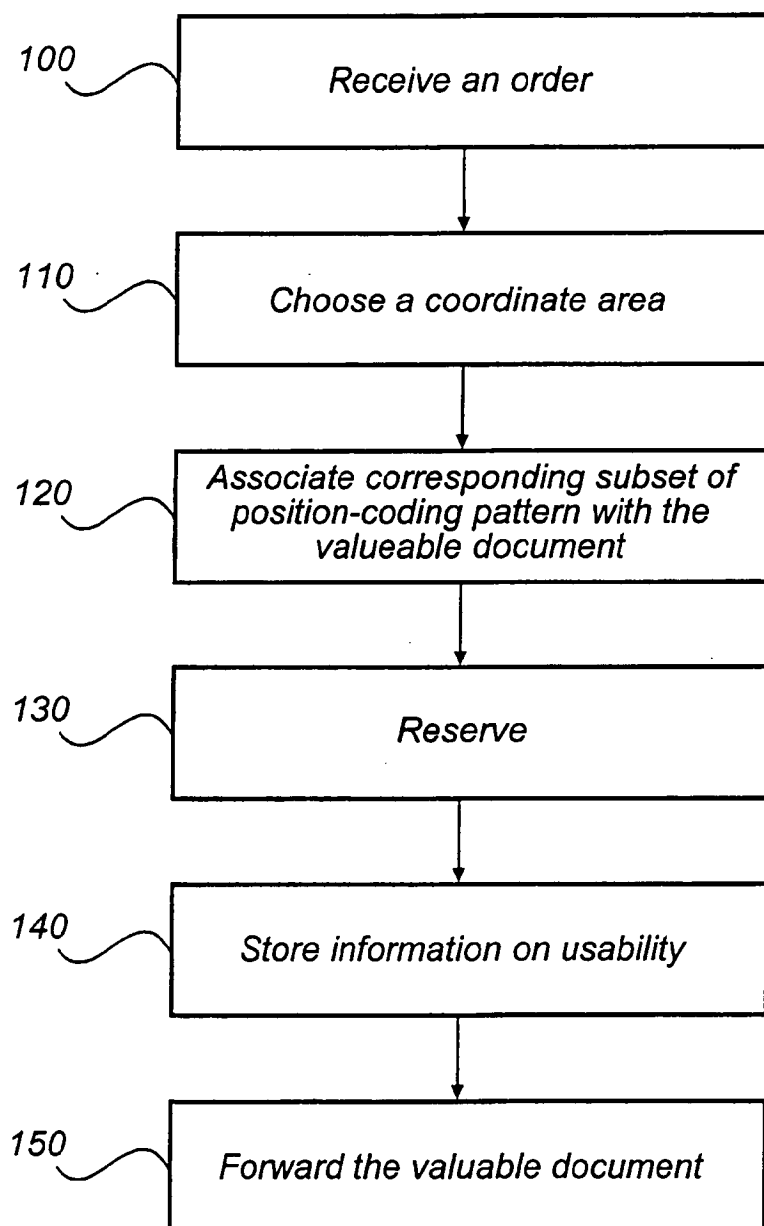 100
Receive an order
110
Choose a coordinate area
120
Associate corresponding subset of
position-coding pattern with the
valueable document
130
Reserve
140
Store information on usability
150
Forward the valuable document